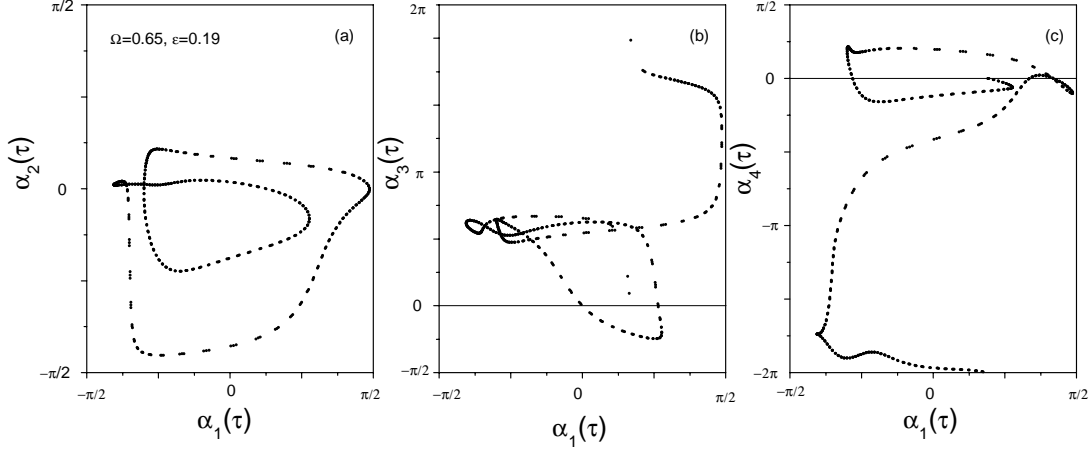 π/2
Ω=0.65, ε=0.19
(a)
α₂(τ)
0
−π/2
−π/2
0
π/2
α₁(τ)
2π
(b)
α₃(τ)
π
0
−π/2
0
π/2
α₁(τ)
π/2
(c)
0
α₄(τ)
−π
−2π
−π/2
0
π/2
α₁(τ)